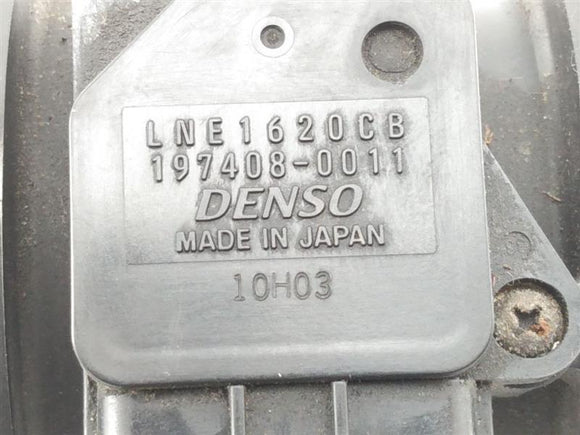 LNE1620CB
197408-0011
DENSO
MADE IN JAPAN
10H03